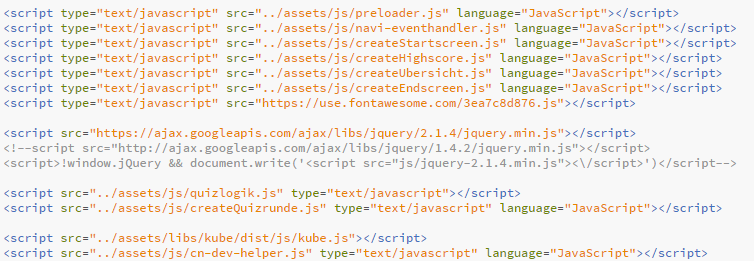 <script type="text/javascript" src="../assets/js/preloader.js" language="JavaScript"></script>
<script type="text/javascript" src="../assets/js/navi-eventhandler.js" language="JavaScript"></script>
<script type="text/javascript" src="../assets/js/createStartscreen.js" language="JavaScript"></script>
<script type="text/javascript" src="../assets/js/createHighscore.js" language="JavaScript"></script>
<script type="text/javascript" src="../assets/js/createUbersicht.js" language="JavaScript"></script>
<script type="text/javascript" src="../assets/js/createEndscreen.js" language="JavaScript"></script>
<script type="text/javascript" src="https://use.fontawesome.com/3ea7c8d876.js"></script>
<script src="https://ajax.googleapis.com/ajax/libs/jquery/2.1.4/jquery.min.js"></script>
<!--script src="http://ajax.googleapis.com/ajax/libs/jquery/1.4.2/jquery.min.js"></script>
<script>!window.jQuery && document.write('<script src="js/jquery-2.1.4.min.js"><\/script>')</script-->
<script src="../assets/js/quizlogik.js" type="text/javascript"></script>
<script src="../assets/js/createQuizrunde.js" type="text/javascript" language="JavaScript"></script>
<script src="../assets/libs/kube/dist/js/kube.js"></script>
<script src="../assets/js/cn-dev-helper.js" type="text/javascript" language="JavaScript"></script>